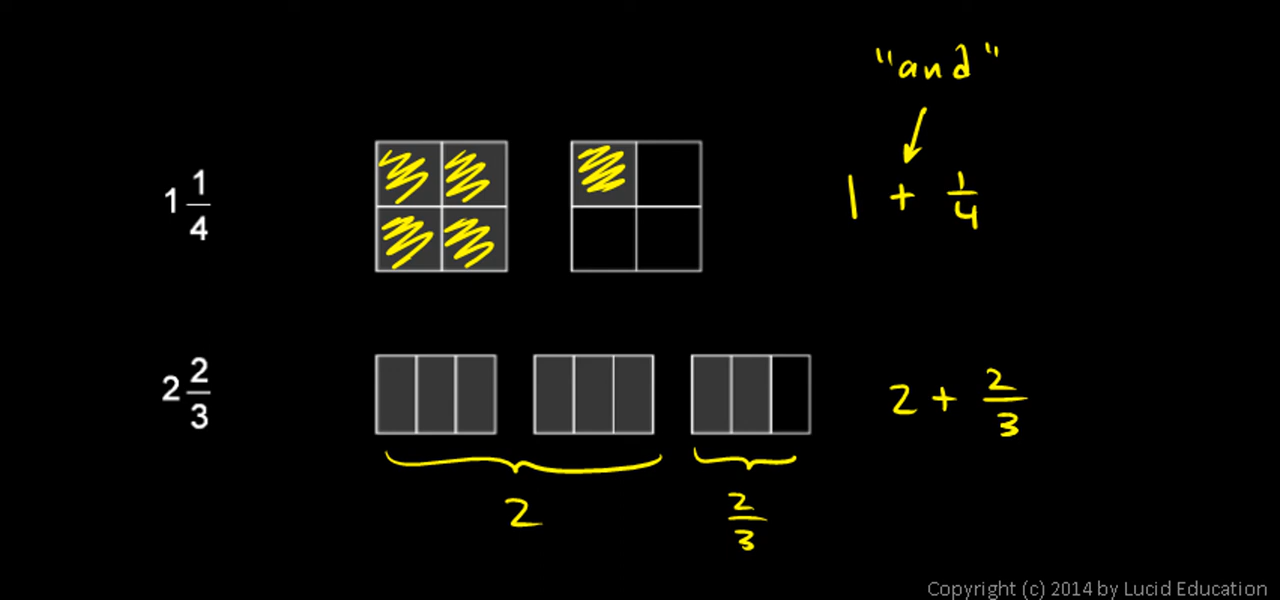 "and"
1 1/4
1 + 1/4
2 2/3
2 + 2/3
2
2/3
Copyright (c) 2014 by Lucid Education